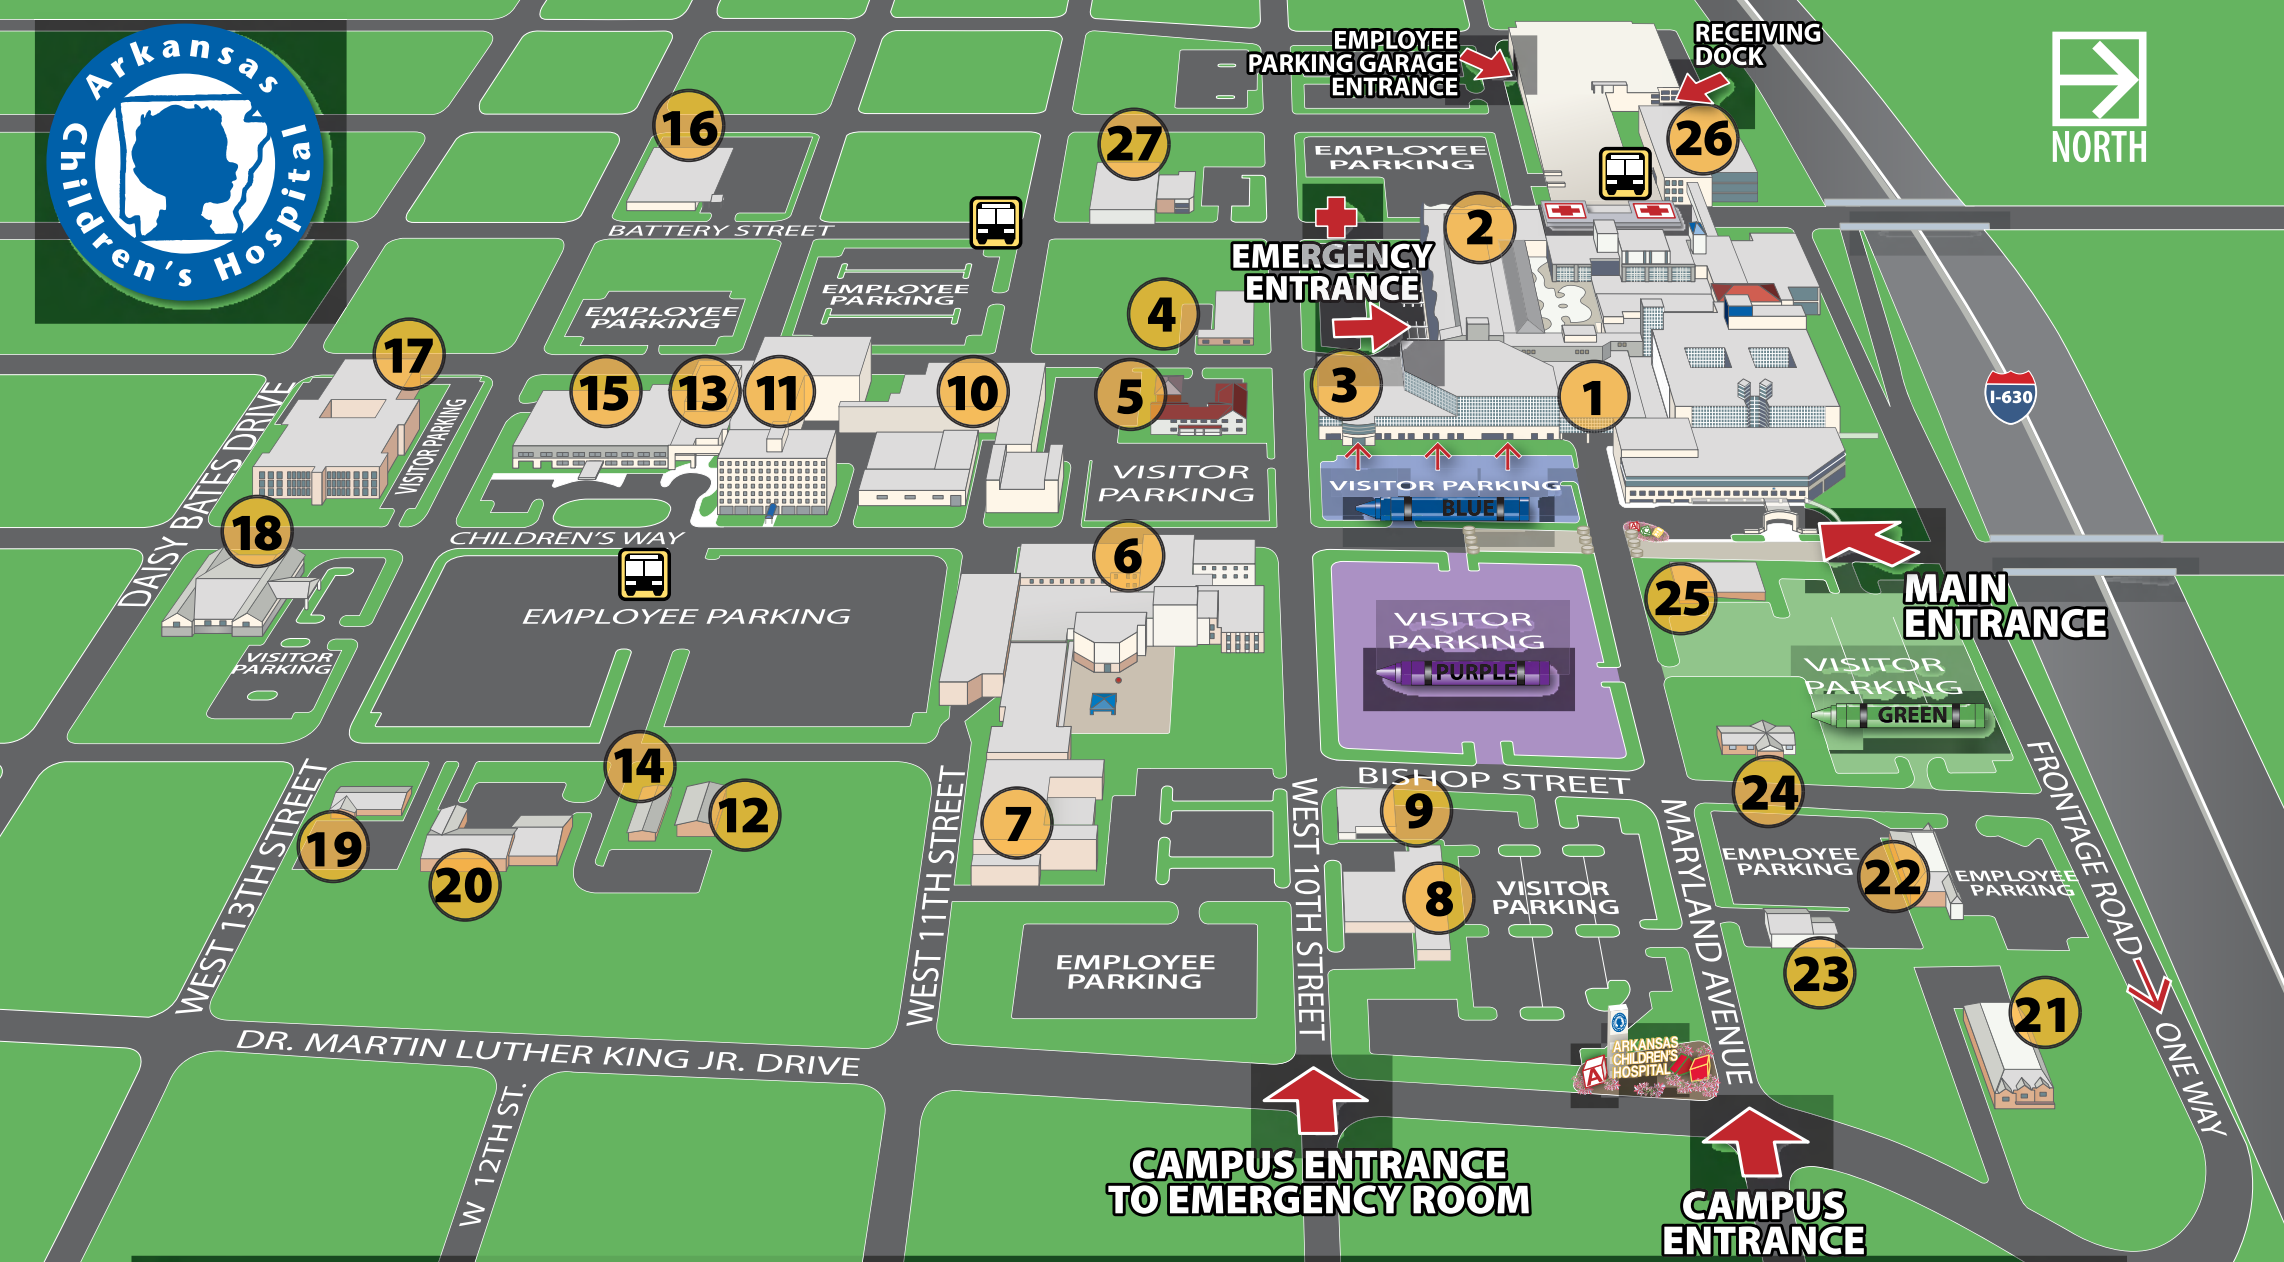 Arkansas
Children's Hospital
EMPLOYEE
PARKING GARAGE
ENTRANCE
RECEIVING
DOCK
NORTH
16
27
26
EMPLOYEE
PARKING
BATTERY STREET
2
EMERGENCY
ENTRANCE
EMPLOYEE
PARKING
EMPLOYEE
PARKING
4
17
15
13
11
10
5
3
1
I-630
VISITOR PARKING
DAISY BATES DRIVE
VISITOR
PARKING
VISITOR PARKING
BLUE
18
CHILDREN'S WAY
6
MAIN
ENTRANCE
25
EMPLOYEE PARKING
VISITOR
PARKING
PURPLE
VISITOR
PARKING
VISITOR
PARKING
GREEN
14
12
19
20
7
BISHOP STREET
9
24
8
VISITOR
PARKING
EMPLOYEE
PARKING
22
EMPLOYEE
PARKING
23
21
WEST 13TH STREET
WEST 11TH STREET
WEST 10TH STREET
MARYLAND AVENUE
FRONTAGE ROAD
ONE WAY
EMPLOYEE
PARKING
DR. MARTIN LUTHER KING JR. DRIVE
W 12TH ST.
A
ARKANSAS
CHILDREN'S
HOSPITAL
CAMPUS ENTRANCE
TO EMERGENCY ROOM
CAMPUS
ENTRANCE